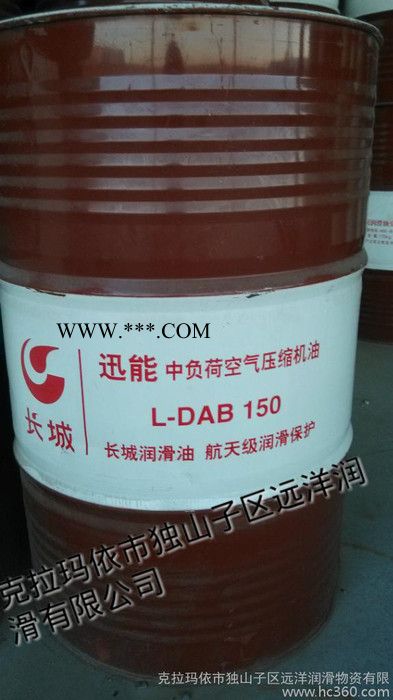 WWW.***.COM
长城
迅能 中负荷空气压缩机油
L-DAB 150
长城润滑油 航天级润滑保护
克拉玛依市独山子区远洋润
滑有限公司
克拉玛依市独山子区远洋润滑物资有限
www.hc360.com